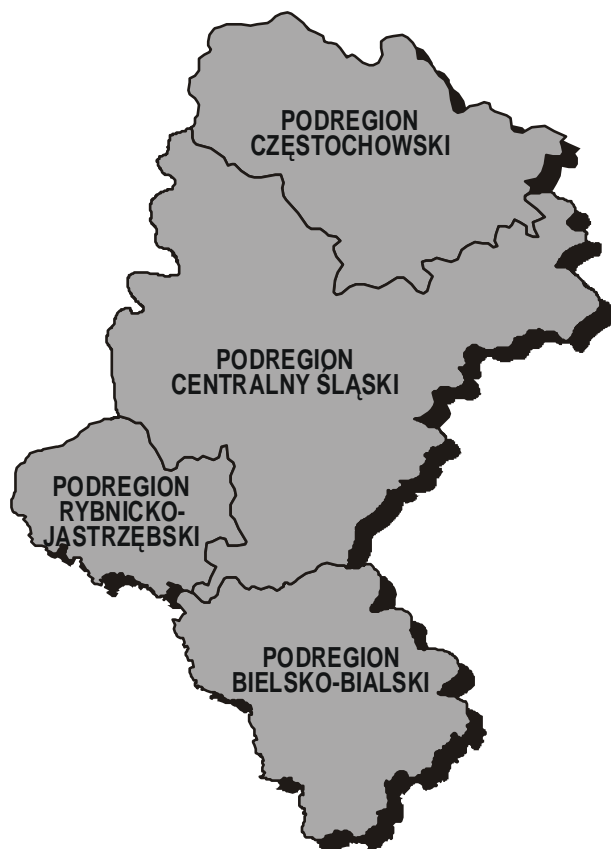 PODREGION
CZĘSTOCHOWSKI
PODREGION
CENTRALNY ŚLĄSKI
PODREGION
RYBNICKO-
JASTRZĘBSKI
PODREGION
BIELSKO-BIALSKI